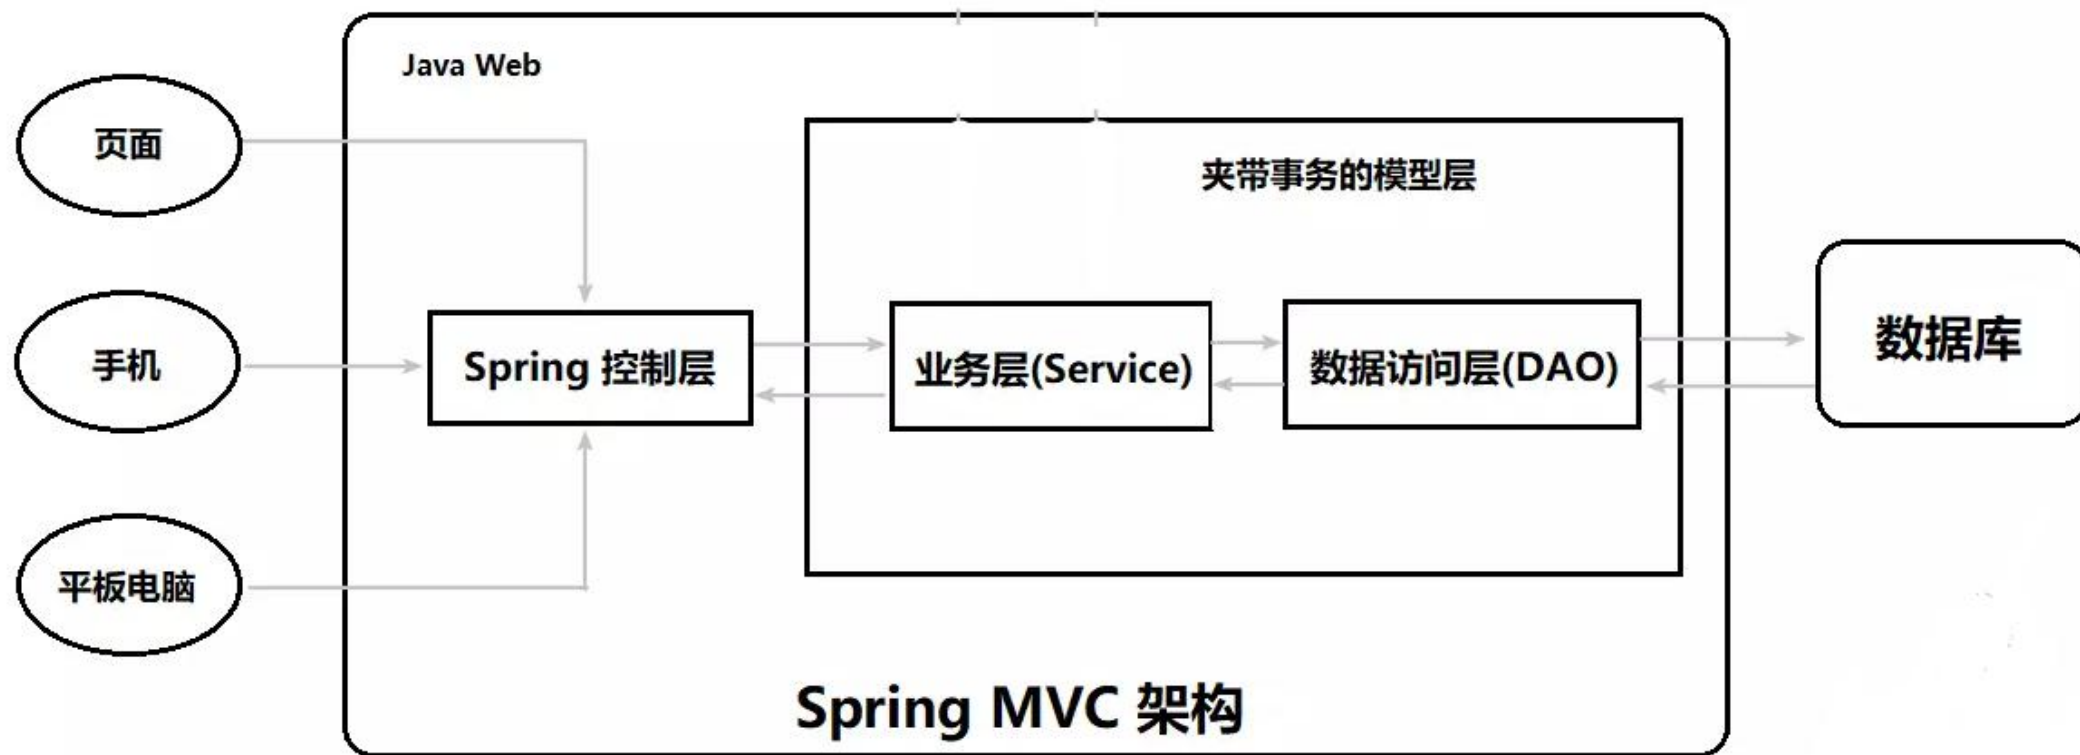 Java Web
页面
夹带事务的模型层
手机
Spring 控制层
业务层(Service)
数据访问层(DAO)
数据库
平板电脑
Spring MVC 架构